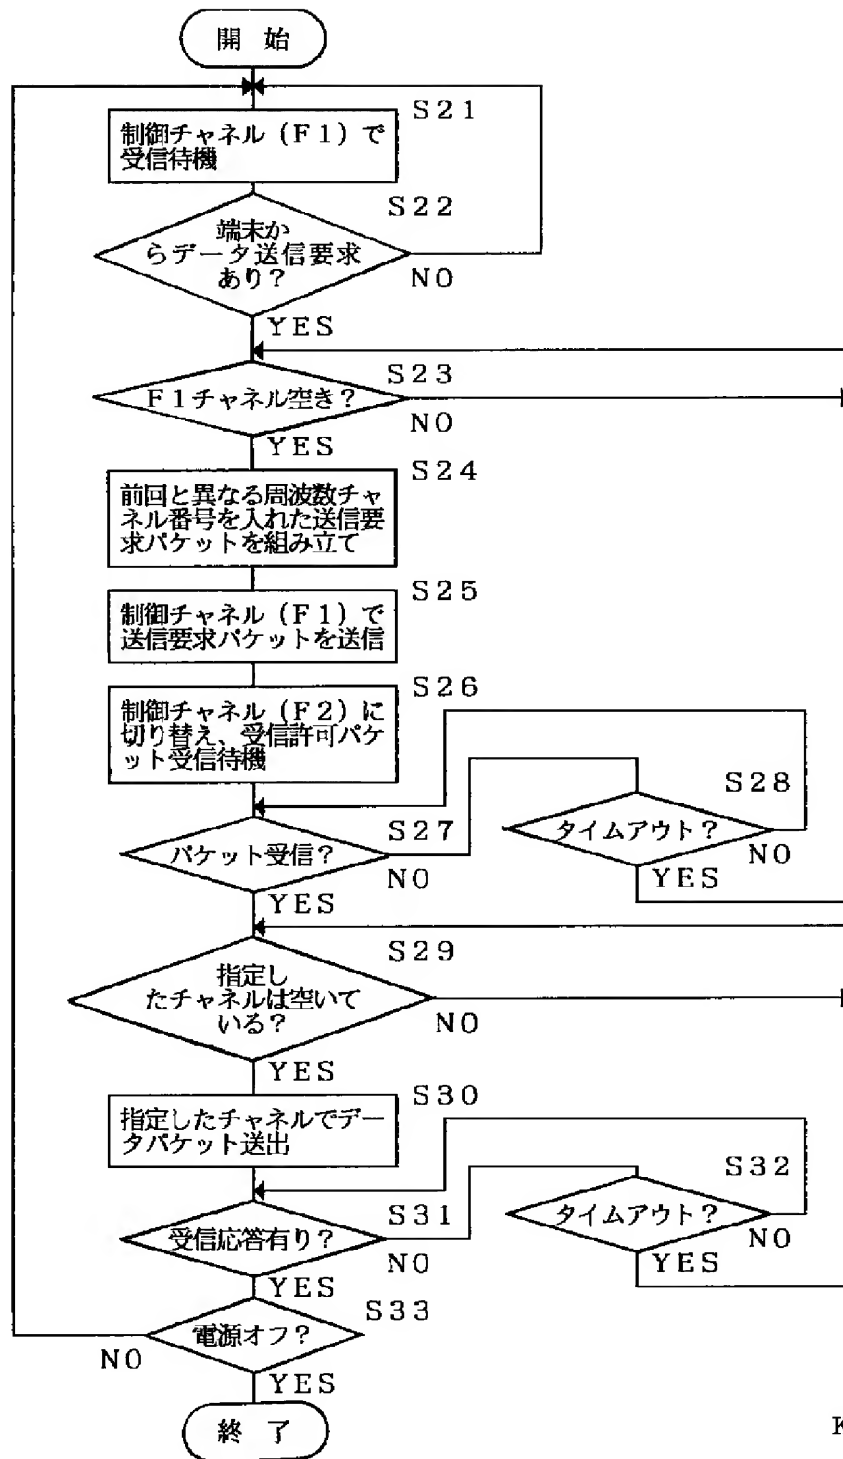 開 始
S21
制御チャネル(F1)で
受信待機
S22
端末か
らデータ送信要求
あり?
NO
YES
S23
F1チャネル空き?
NO
YES
S24
前回と異なる周波数チャ
ネル番号を入れた送信要
求パケットを組み立て
S25
制御チャネル(F1)で
送信要求パケットを送信
S26
制御チャネル(F2)に
切り替え、受信許可パケ
ット受信待機
S27
パケット受信?
NO
YES
S28
タイムアウト?
NO
YES
S29
指定し
たチャネルは空いて
いる?
NO
YES
S30
指定したチャネルでデー
タパケット送出
S31
受信応答有り?
NO
YES
S32
タイムアウト?
NO
YES
S33
電源オフ?
NO
YES
終 了
K